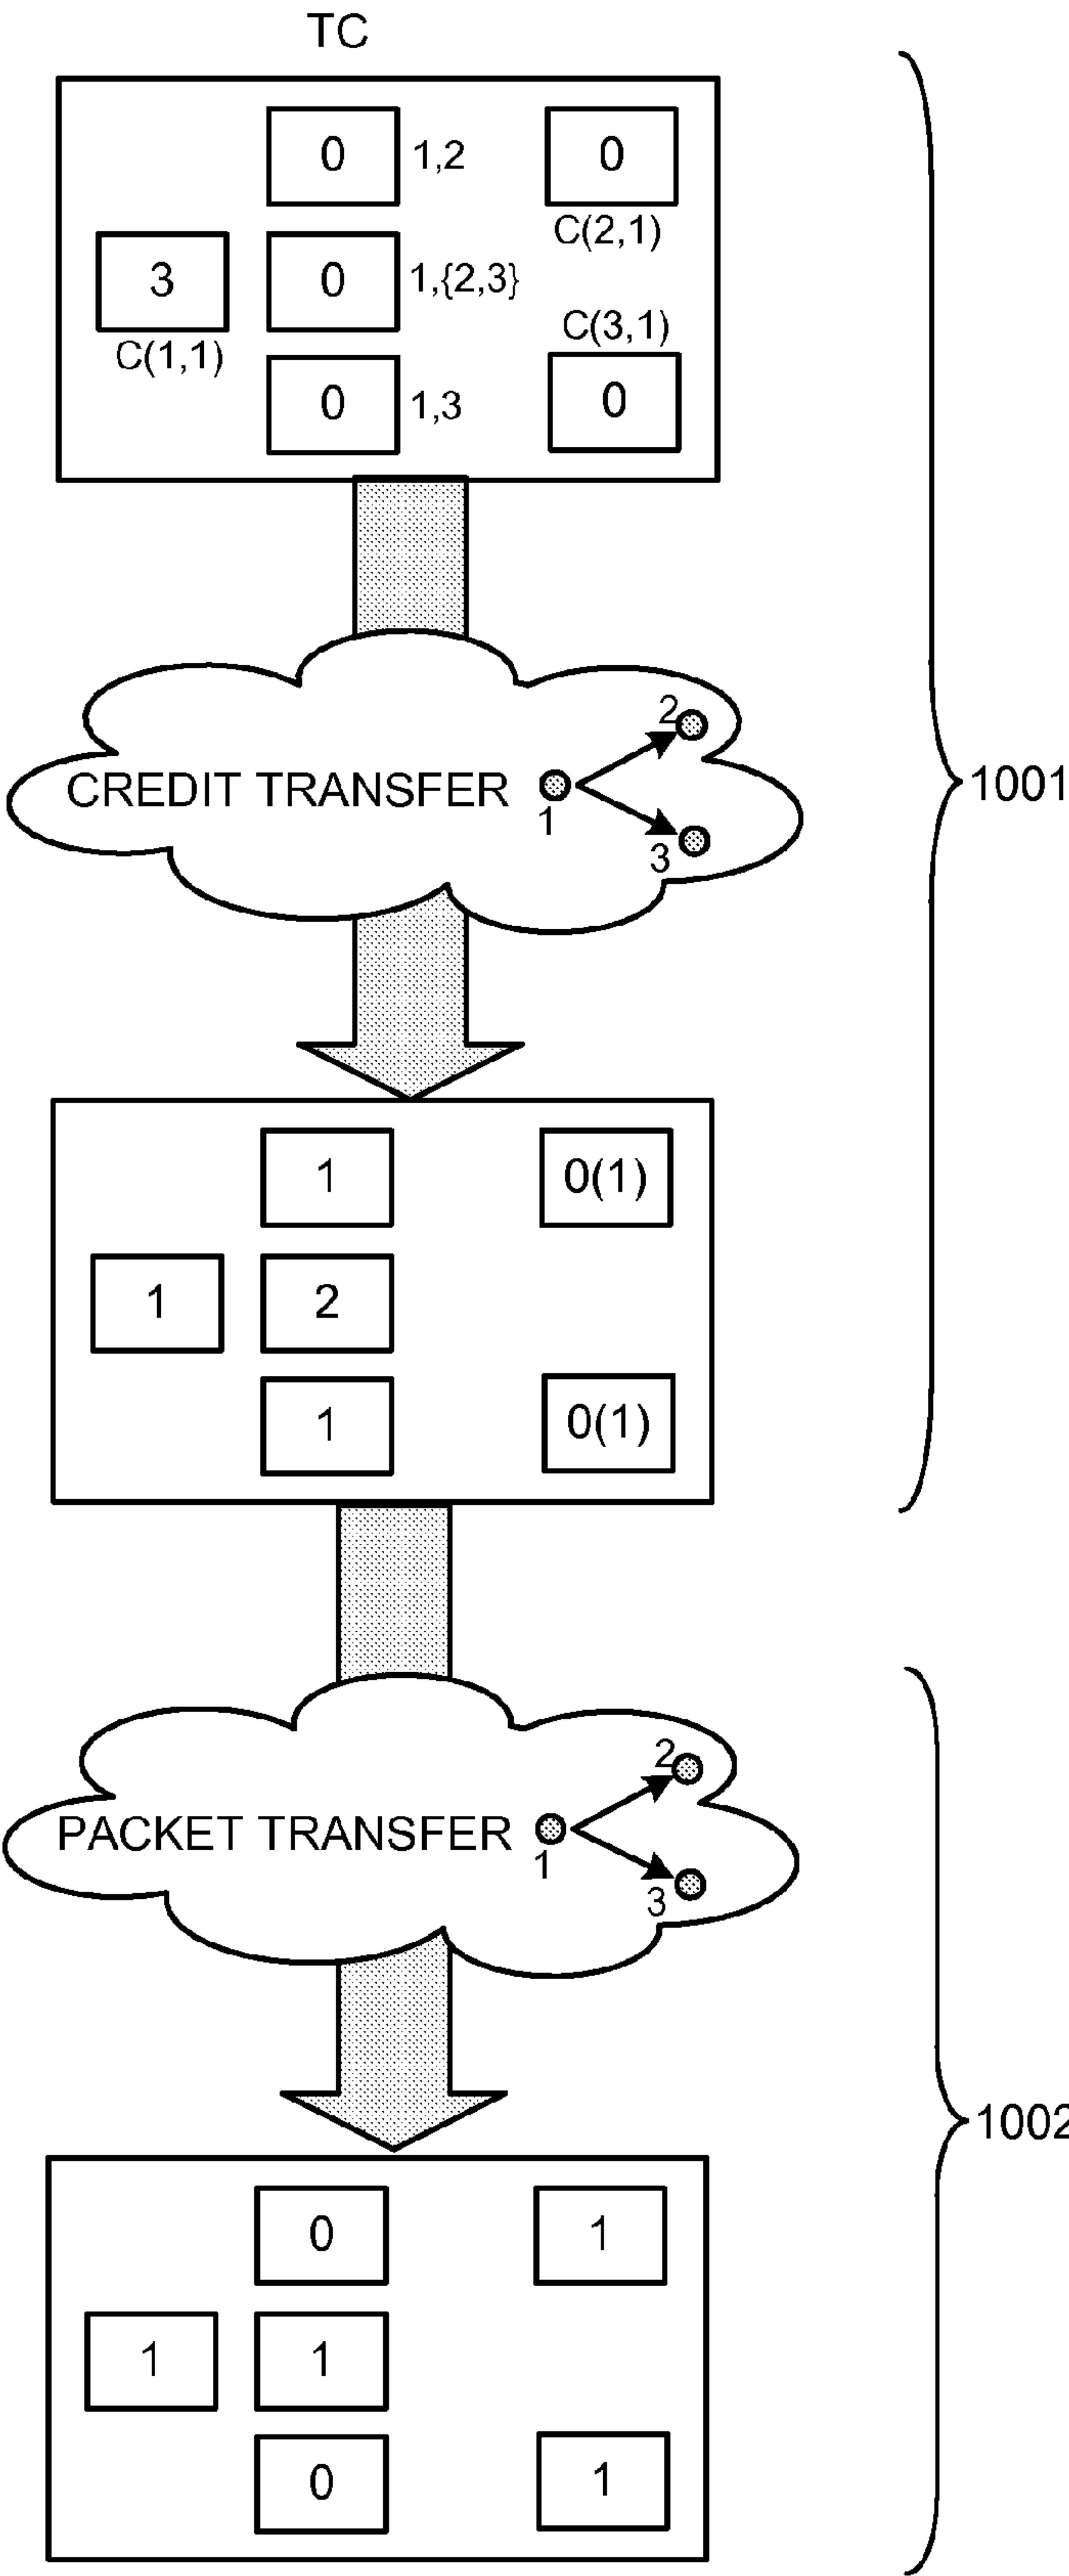 TC
0 1,2 0
C(2,1)
3 0 1,{2,3}
C(1,1) C(3,1)
0 1,3 0
2
CREDIT TRANSFER 1
3
1001
1 0(1)
1 2
1 0(1)
2
PACKET TRANSFER 1
3
1002
0 1
1 1
0 1